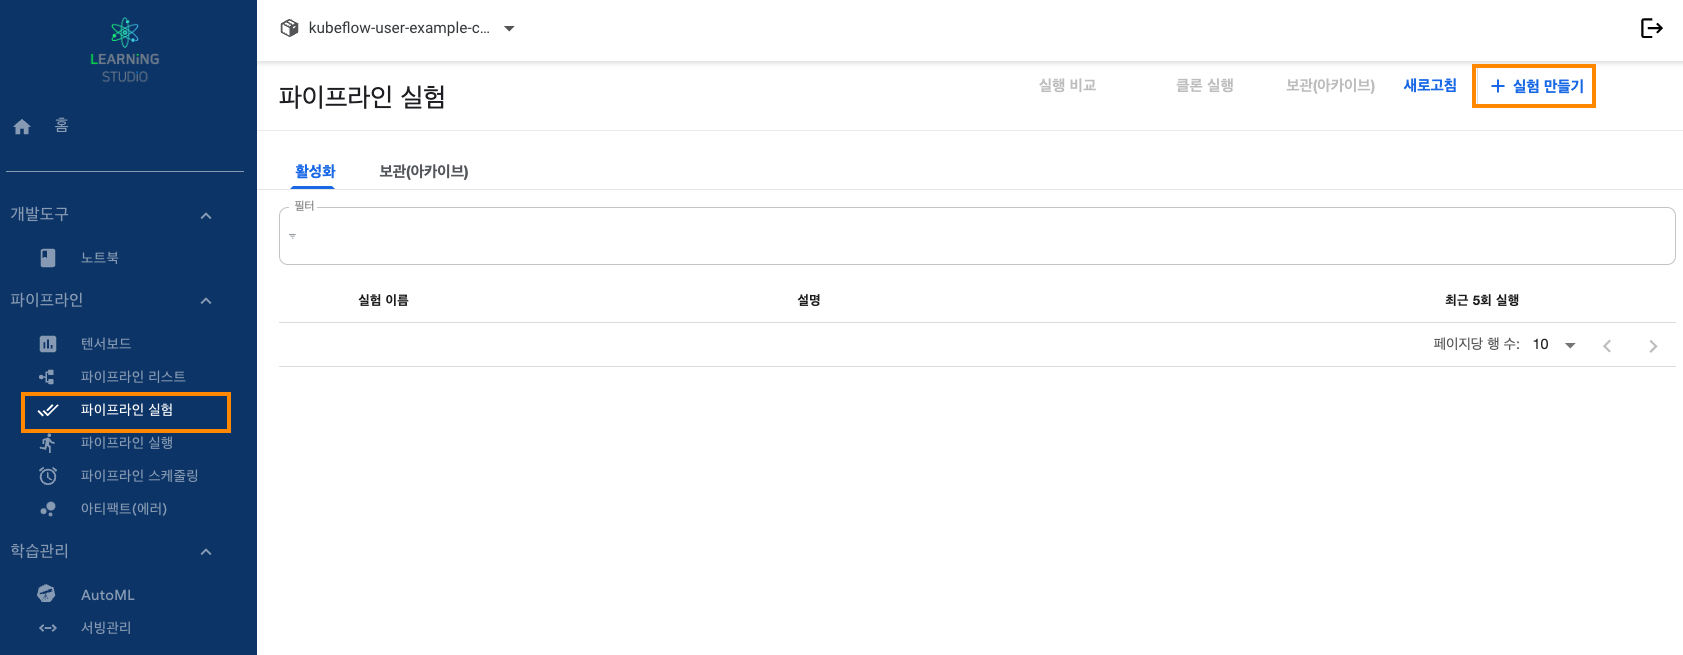 LEARNiNG
STUDIO
홈
개발도구
노트북
파이프라인
텐서보드
파이프라인 리스트
파이프라인 실험
파이프라인 실행
파이프라인 스케줄링
아티팩트(에러)
학습관리
AutoML
서빙관리
kubeflow-user-example-c...
파이프라인 실험
실행 비교 클론 실행 보관(아카이브) 새로고침 + 실험 만들기
활성화 보관(아카이브)
필터
실험 이름 설명 최근 5회 실행
페이지당 행 수: 10